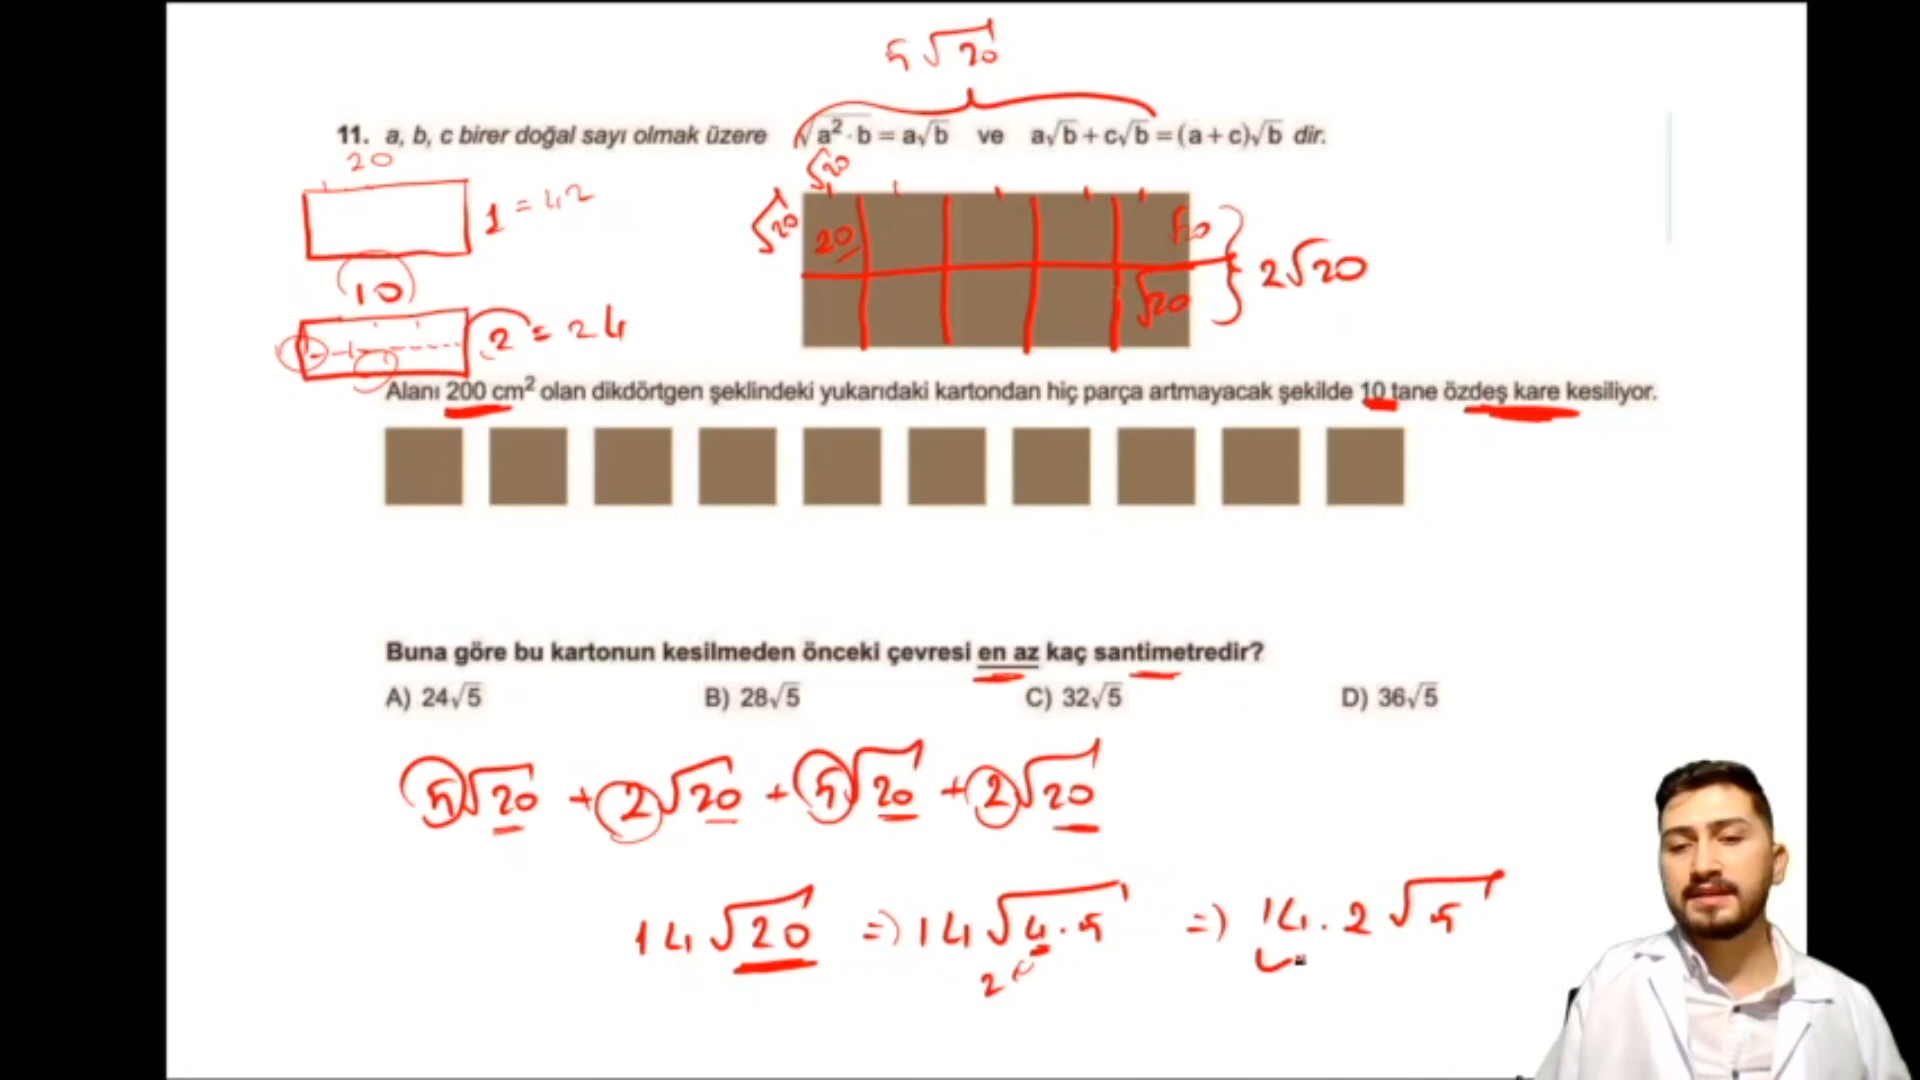 5√20
11. a, b, c birer doğal sayı olmak üzere √a²·b = a√b ve a√b + c√b = (a + c)√b dir.
20
1 = 42
√20
√20
20
√20
√20
2√20
10
2 = 24
Alanı 200 cm² olan dikdörtgen şeklindeki yukarıdaki kartondan hiç parça artmayacak şekilde 10 tane özdeş kare kesiliyor.
Buna göre bu kartonun kesilmeden önceki çevresi en az kaç santimetredir?
A) 24√5 B) 28√5 C) 32√5 D) 36√5
5√20 + 2√20 + 5√20 + 2√20
14√20 => 14√4.5 => 14.2√5
2